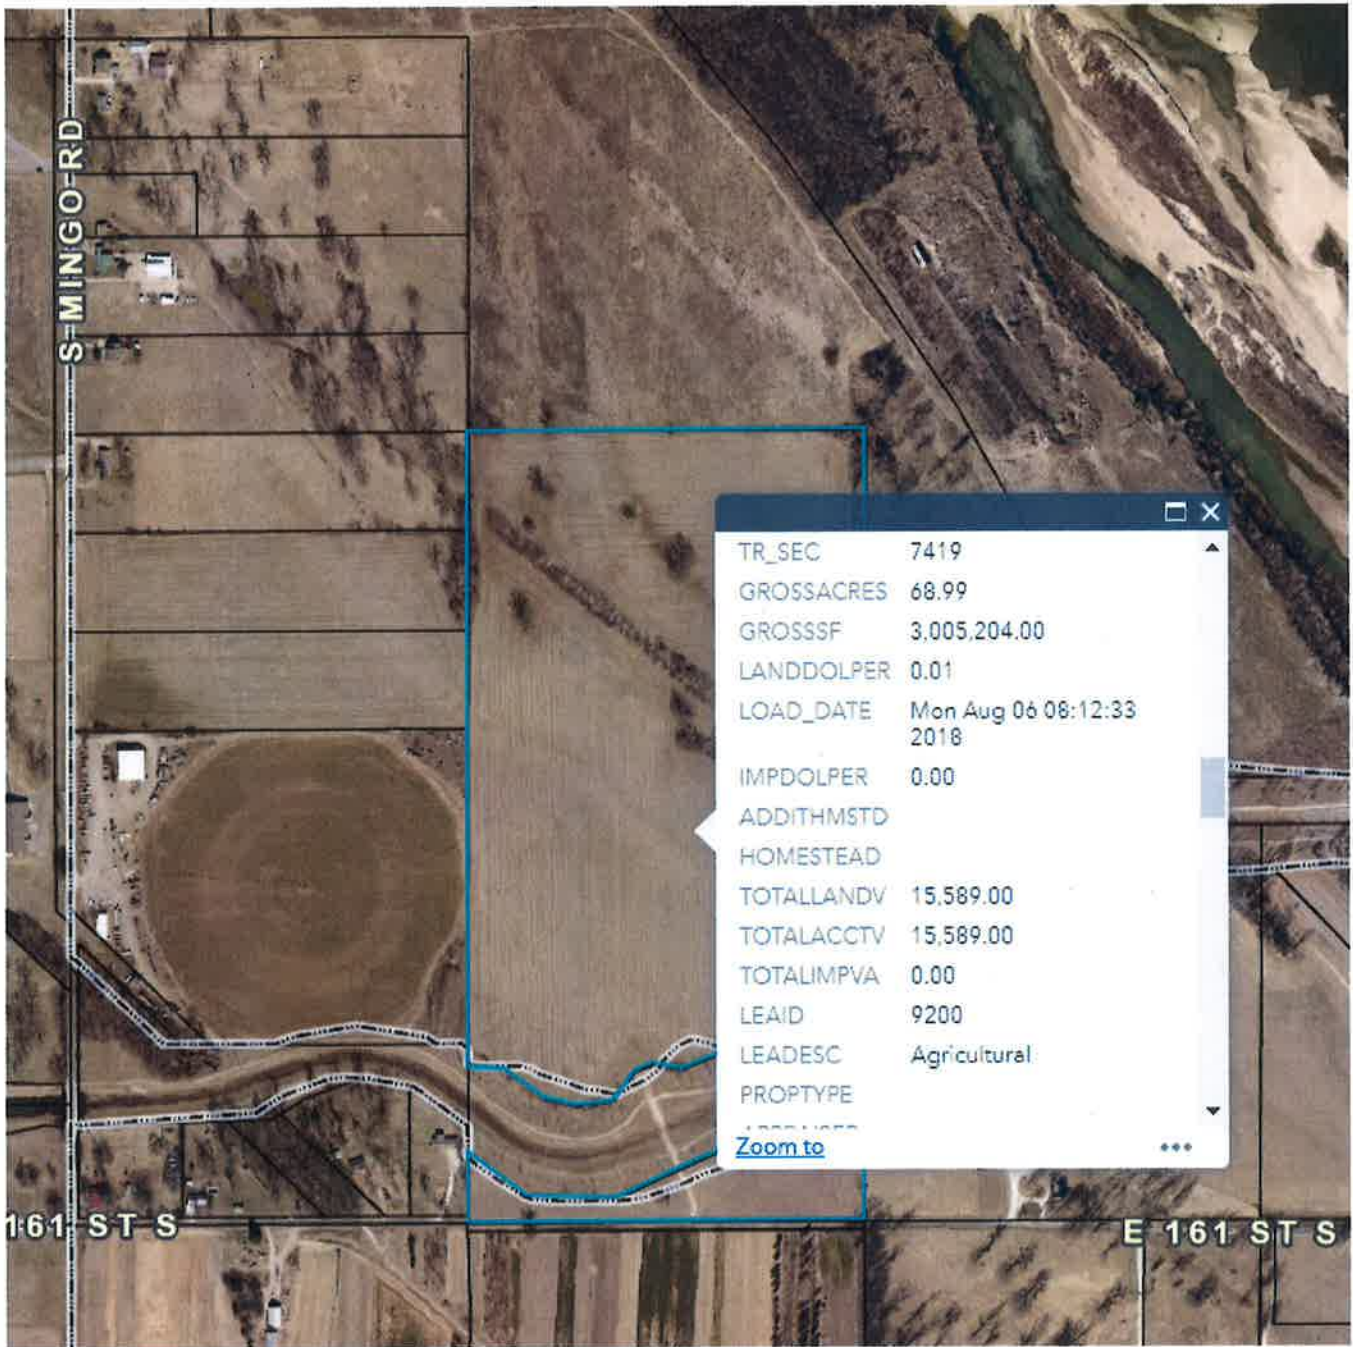 S MINGO RD
TR_SEC 7419
GROSSACRES 68.99
GROSSSF 3,005,204.00
LANDDOLPER 0.01
LOAD_DATE Mon Aug 06 08:12:33
2018
IMPDOLPER 0.00
ADDITHMSTD
HOMESTEAD
TOTALLANDV 15,589.00
TOTALACCTV 15,589.00
TOTALIMPVA 0.00
LEAID 9200
LEADESC Agricultural
PROPTYPE
Zoom to
161 ST S
E 161 ST S